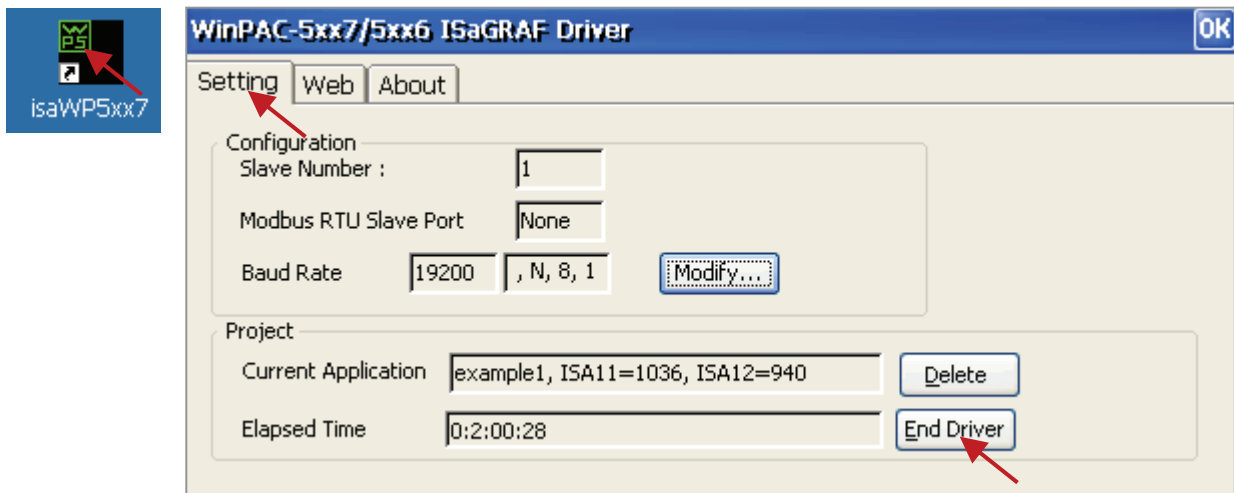 WPS
isaWP5xx7
WinPAC-5xx7/5xx6 ISaGRAF Driver OK
Setting Web About
Configuration
Slave Number : 1
Modbus RTU Slave Port None
Baud Rate 19200 , N, 8, 1 Modify...
Project
Current Application example1, ISA11=1036, ISA12=940 Delete
Elapsed Time 0:2:00:28 End Driver